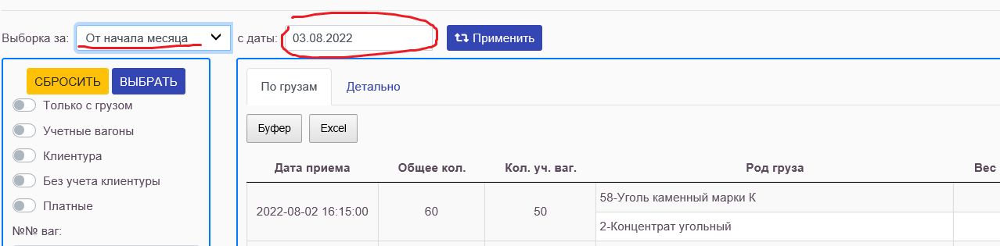 Выборка за: От начала месяца с даты: 03.08.2022 Применить
СБРОСИТЬ ВЫБРАТЬ
Только с грузом
Учетные вагоны
Клиентура
Без учета клиентуры
Платные
№№ ваг:
По грузам Детально
Буфер Excel
Дата приема Общее кол. Кол. уч. ваг. Род груза Вес
2022-08-02 16:15:00 60 50 58-Уголь каменный марки К
2-Концентрат угольный